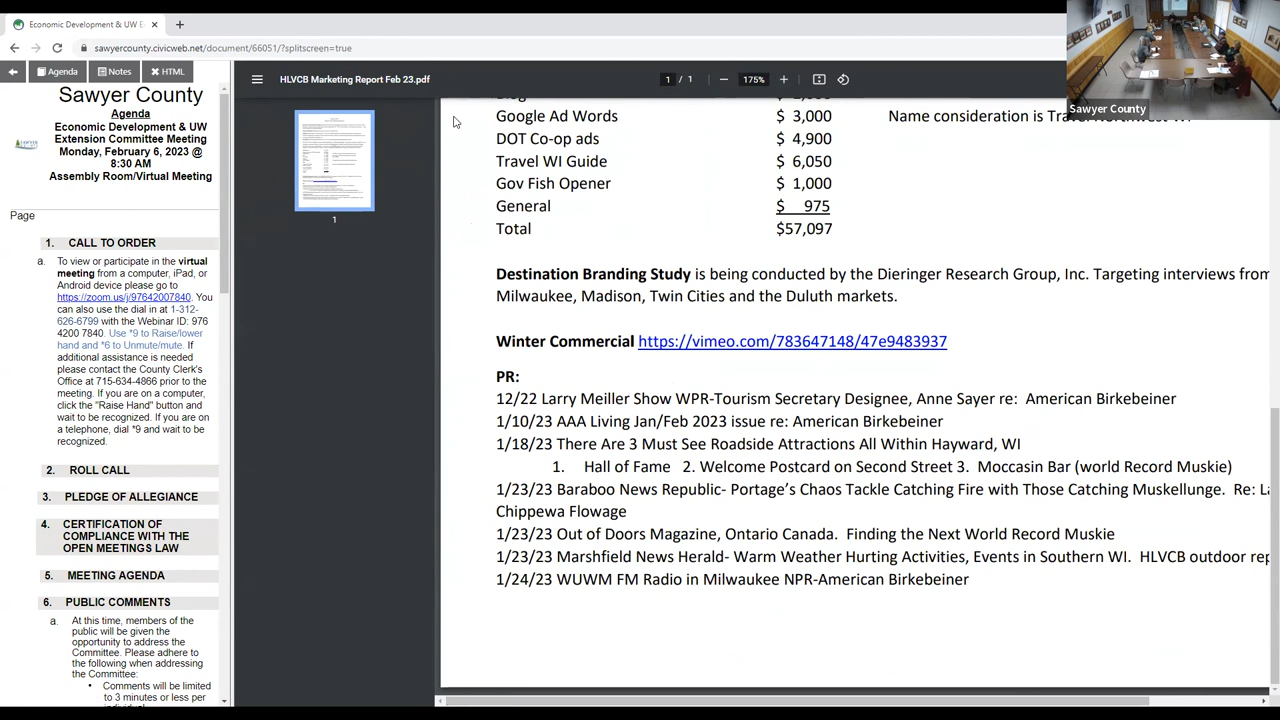 Economic Development & UW E
sawyercounty.civicweb.net/document/66051/?splitscreen=true
Agenda
Notes
HTML
HLVCB Marketing Report Feb 23.pdf
1 / 1
175%
Sawyer County
Sawyer County
Agenda
Economic Development & UW
Extension Committee Meeting
Monday, February 6, 2023 @
8:30 AM
Assembly Room/Virtual Meeting
Page
1. CALL TO ORDER
a. To view or participate in the virtual
meeting from a computer, iPad, or
Android device please go to
https://zoom.us/j/97642007840. You
can also use the dial in at 1-312-
626-6799 with the Webinar ID: 976
4200 7840. Use *9 to Raise/lower
hand and *6 to Unmute/mute. If
additional assistance is needed
please contact the County Clerk's
Office at 715-634-4866 prior to the
meeting. If you are on a computer,
click the "Raise Hand" button and
wait to be recognized. If you are on
a telephone, dial *9 and wait to be
recognized.
2. ROLL CALL
3. PLEDGE OF ALLEGIANCE
4. CERTIFICATION OF
COMPLIANCE WITH THE
OPEN MEETINGS LAW
5. MEETING AGENDA
6. PUBLIC COMMENTS
a. At this time, members of the
public will be given the
opportunity to address the
Committee. Please adhere to
the following when addressing
the Committee:
• Comments will be limited
to 3 minutes or less per
1
Google Ad Words $ 3,000 Name consideration is
DOT Co-op ads $ 4,900
Travel WI Guide $ 6,050
Gov Fish Opener $ 1,000
General $ 975
Total $57,097
Destination Branding Study is being conducted by the Dieringer Research Group, Inc. Targeting interviews from
Milwaukee, Madison, Twin Cities and the Duluth markets.
Winter Commercial https://vimeo.com/783647148/47e9483937
PR:
12/22 Larry Meiller Show WPR-Tourism Secretary Designee, Anne Sayer re: American Birkebeiner
1/10/23 AAA Living Jan/Feb 2023 issue re: American Birkebeiner
1/18/23 There Are 3 Must See Roadside Attractions All Within Hayward, WI
1. Hall of Fame 2. Welcome Postcard on Second Street 3. Moccasin Bar (world Record Muskie)
1/23/23 Baraboo News Republic- Portage's Chaos Tackle Catching Fire with Those Catching Muskellunge. Re: L
Chippewa Flowage
1/23/23 Out of Doors Magazine, Ontario Canada. Finding the Next World Record Muskie
1/23/23 Marshfield News Herald- Warm Weather Hurting Activities, Events in Southern WI. HLVCB outdoor rep
1/24/23 WUWM FM Radio in Milwaukee NPR-American Birkebeiner